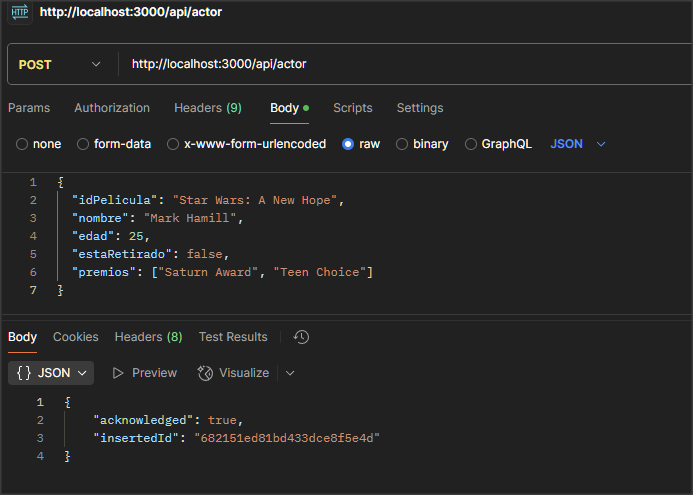 HTTP http://localhost:3000/api/actor
POST http://localhost:3000/api/actor
Params Authorization Headers (9) Body Scripts Settings
none form-data x-www-form-urlencoded raw binary GraphQL JSON
1 {
2 "idPelicula": "Star Wars: A New Hope",
3 "nombre": "Mark Hamill",
4 "edad": 25,
5 "estaRetirado": false,
6 "premios": ["Saturn Award", "Teen Choice"]
7 }
Body Cookies Headers (8) Test Results
{} JSON Preview Visualize
1 {
2 "acknowledged": true,
3 "insertedId": "682151ed81bd433dce8f5e4d"
4 }